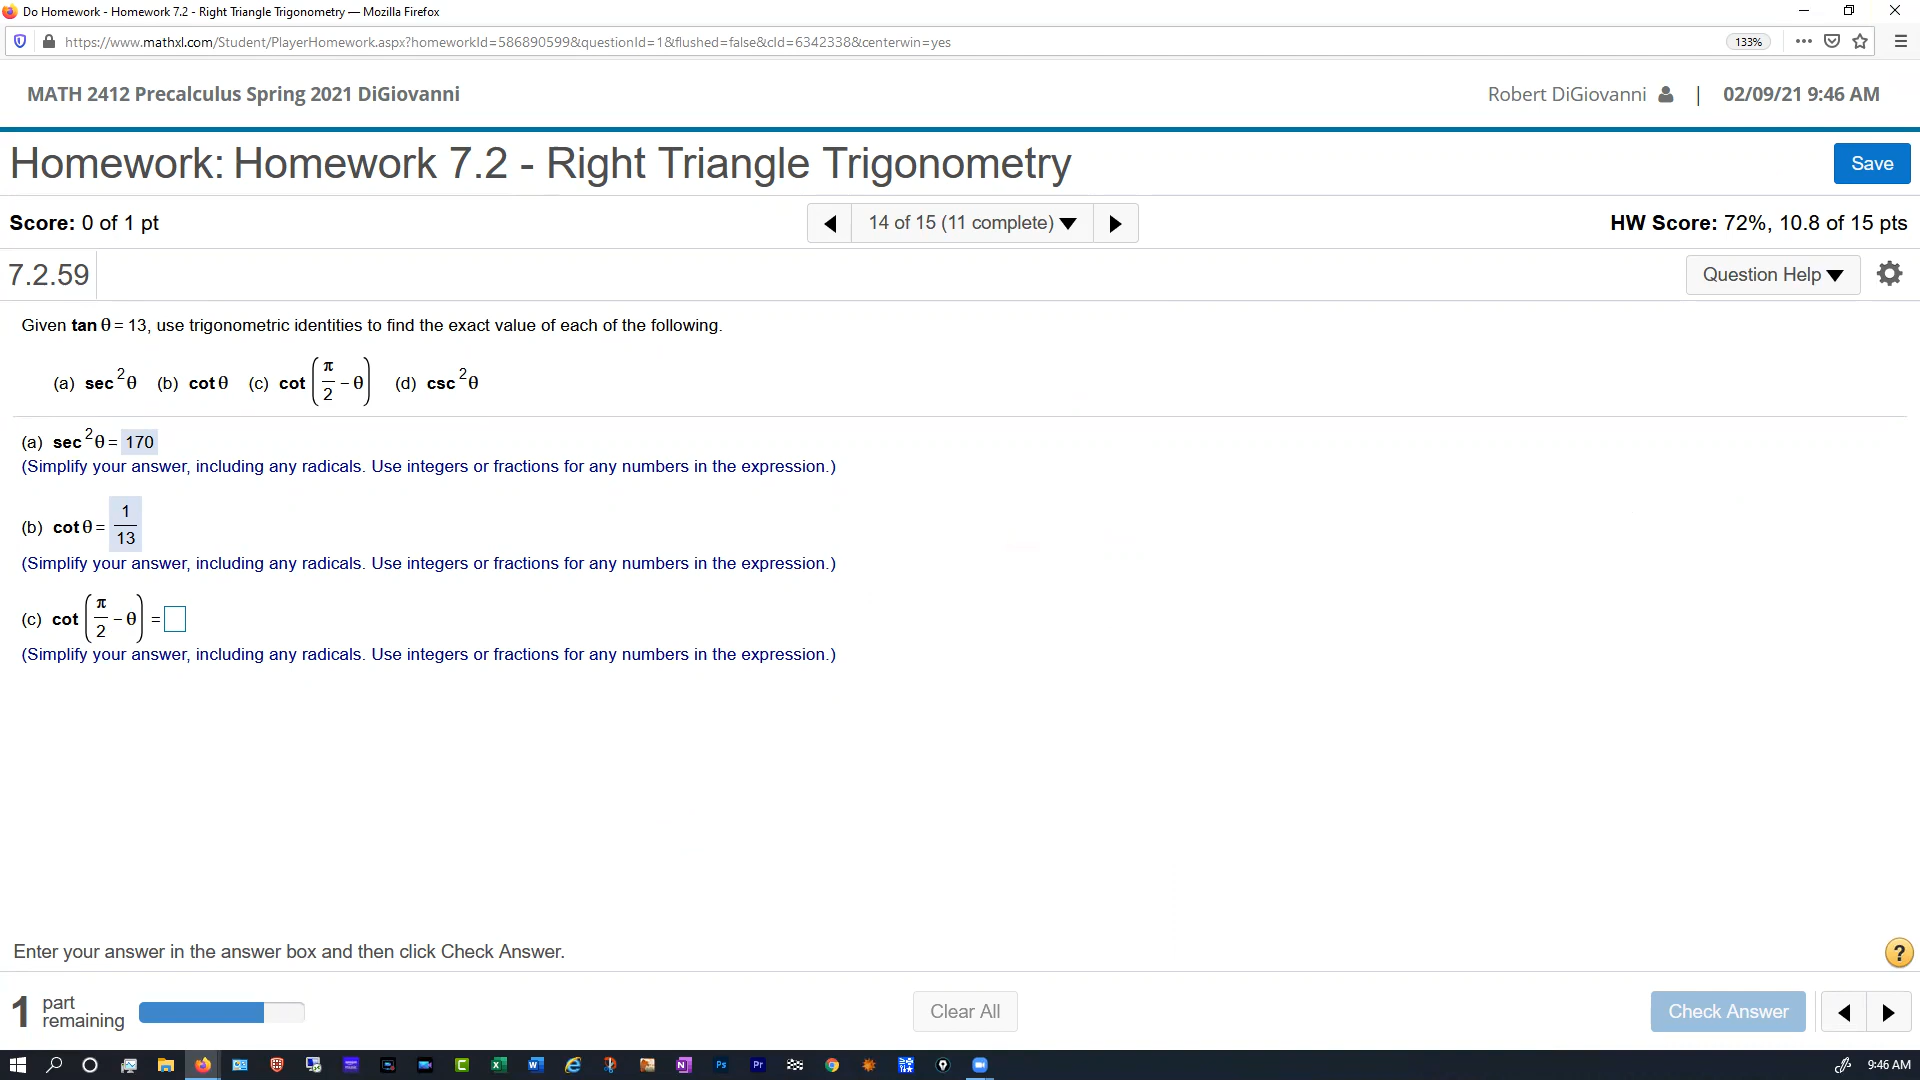 Do Homework - Homework 7.2 - Right Triangle Trigonometry — Mozilla Firefox
https://www.mathxl.com/Student/PlayerHomework.aspx?homeworkId=586890599&questionId=1&flushed=false&cId=6342338&centerwin=yes 133%
MATH 2412 Precalculus Spring 2021 DiGiovanni Robert DiGiovanni | 02/09/21 9:46 AM
Homework: Homework 7.2 - Right Triangle Trigonometry Save
Score: 0 of 1 pt 14 of 15 (11 complete) HW Score: 72%, 10.8 of 15 pts
7.2.59 Question Help
Given tan θ = 13, use trigonometric identities to find the exact value of each of the following.
(a) sec²θ (b) cot θ (c) cot(π/2 − θ) (d) csc²θ
(a) sec²θ = 170
(Simplify your answer, including any radicals. Use integers or fractions for any numbers in the expression.)
(b) cot θ = 1/13
(Simplify your answer, including any radicals. Use integers or fractions for any numbers in the expression.)
(c) cot(π/2 − θ) =
(Simplify your answer, including any radicals. Use integers or fractions for any numbers in the expression.)
Enter your answer in the answer box and then click Check Answer. ?
1 part remaining Clear All Check Answer
9:46 AM